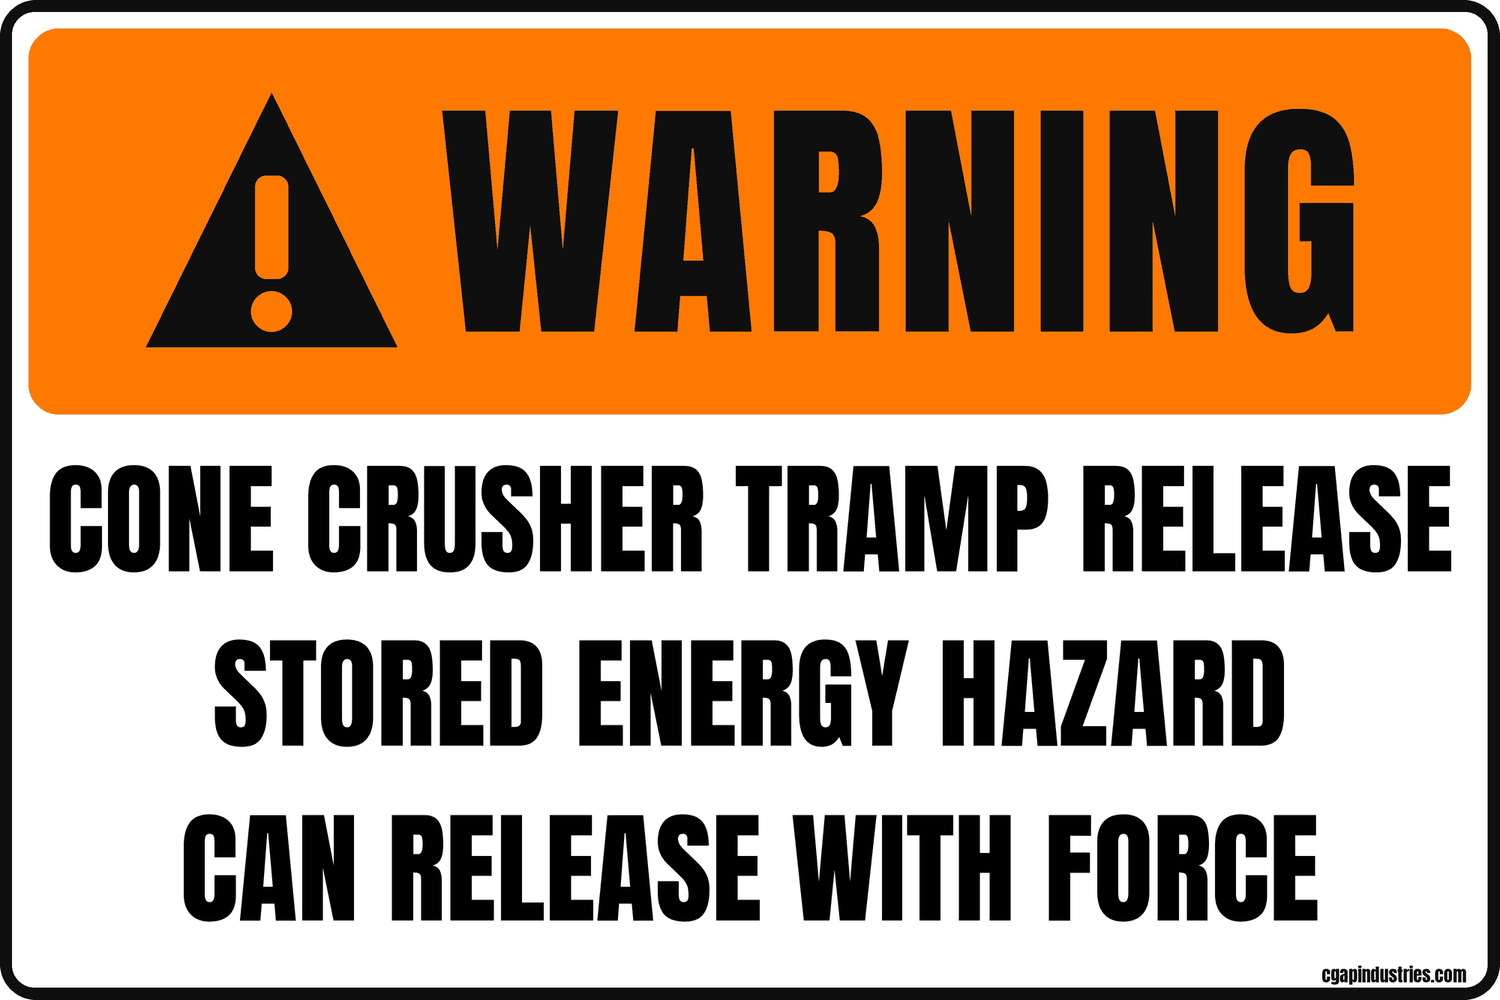 WARNING
CONE CRUSHER TRAMP RELEASE
STORED ENERGY HAZARD
CAN RELEASE WITH FORCE
cgapindustries.com